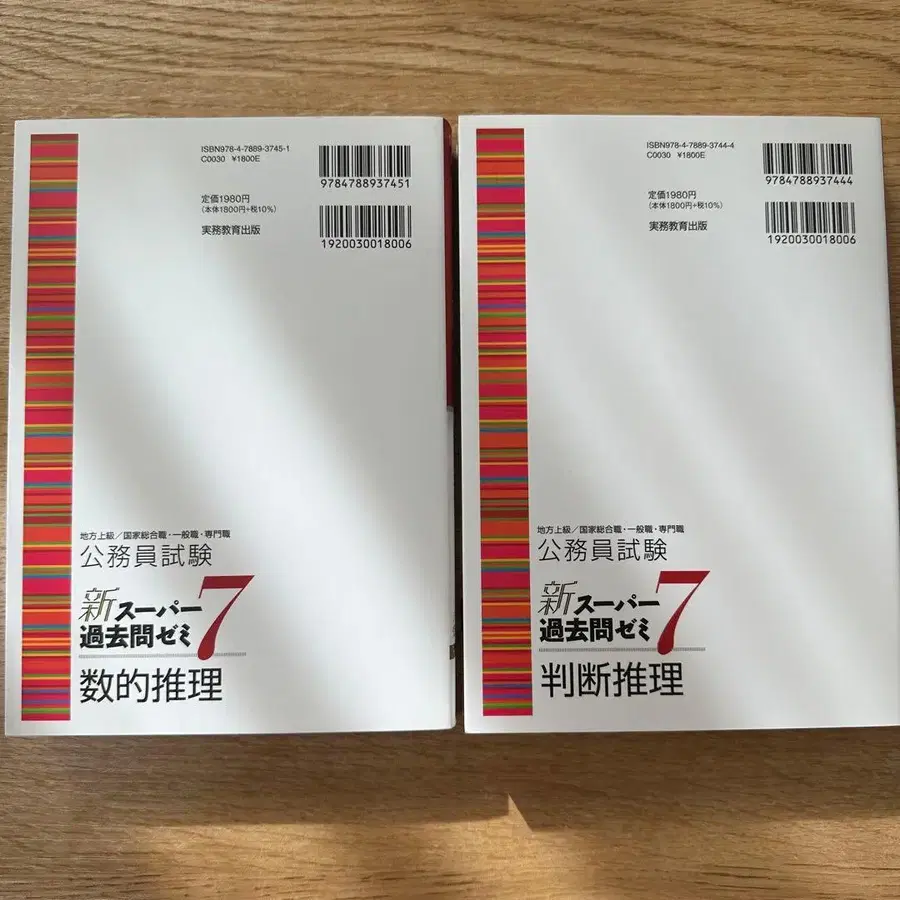 ISBN978-4-7889-3745-1
C0030 ¥1800E
9784788937451
定価1980円
(本体1800円+税10%)
実務教育出版
1920030018006
地方上級/国家総合職・一般職・専門職
公務員試験
新スーパー
過去問ゼミ7
数的推理
ISBN978-4-7889-3744-4
C0030 ¥1800E
9784788937444
定価1980円
(本体1800円+税10%)
実務教育出版
1920030018006
地方上級/国家総合職・一般職・専門職
公務員試験
新スーパー
過去問ゼミ7
判断推理